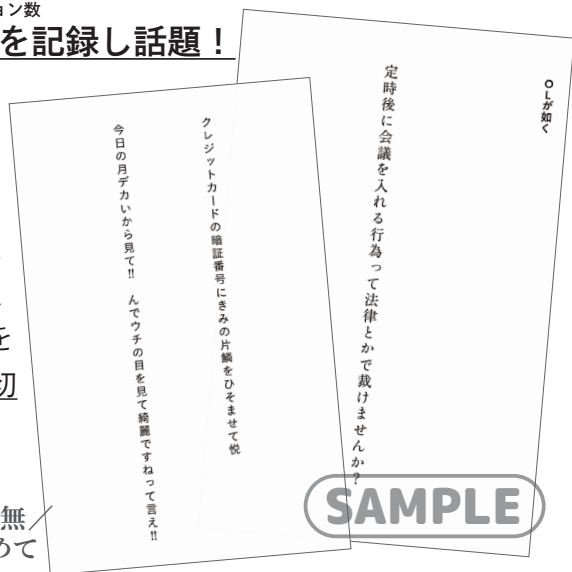 ョン数
を記録し話題！
OLが如く
定時後に会議を入れる行為って法律とかで裁けませんか？
クレジットカードの暗証番号にきみの片鱗をひそませて悦
今日の月デカいから見て!!　んでウチの目を見て綺麗ですねって言え!!
を
切
無／
めて
SAMPLE